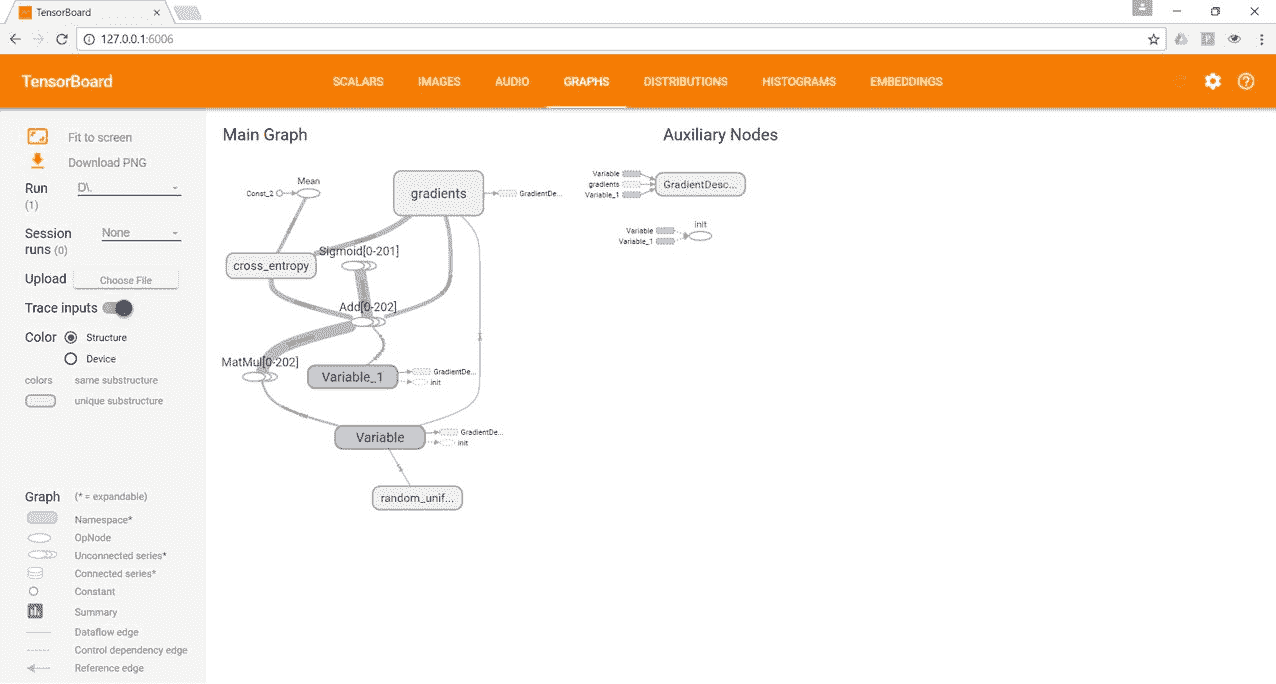 TensorBoard
127.0.0.1:6006
TensorBoard SCALARS IMAGES AUDIO GRAPHS DISTRIBUTIONS HISTOGRAMS EMBEDDINGS
Fit to screen
Download PNG
Run D\.
(1)
Session None
runs (0)
Upload Choose File
Trace inputs
Color Structure
Device
colors same substructure
unique substructure
Graph (* = expandable)
Namespace*
OpNode
Unconnected series*
Connected series*
Constant
Summary
Dataflow edge
Control dependency edge
Reference edge
Main Graph
Mean
Const_2
gradients
GradientDe...
Sigmoid[0-201]
cross_entropy
Add[0-202]
MatMul[0-202]
Variable_1
GradientDe...
init
Variable
GradientDe...
init
random_unif...
Auxiliary Nodes
Variable
gradients
Variable_1
GradientDesc...
init
Variable
Variable_1